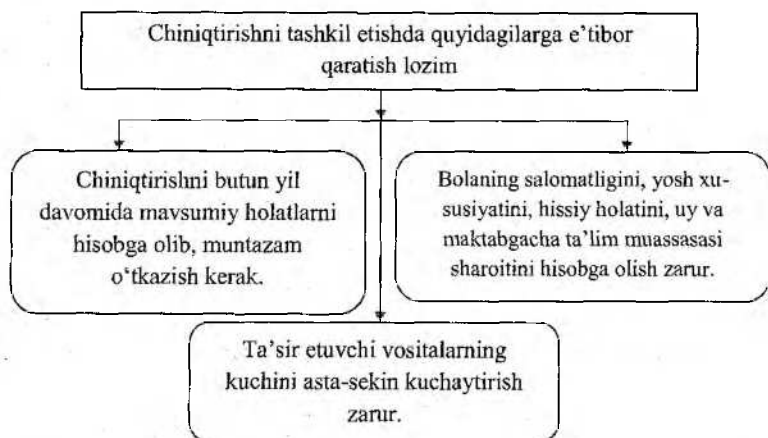 Chiniqtirishni tashkil etishda quyidagilarga e’tibor
qaratish lozim
Chiniqtirishni butun yil
davomida mavsumiy holatlarni
hisobga olib, muntazam
o‘tkazish kerak.
Bolaning salomatligini, yosh xu-
susiyatini, hissiy holatini, uy va
maktabgacha ta’lim muassasasi
sharoitini hisobga olish zarur.
Ta’sir etuvchi vositalarning
kuchini asta-sekin kuchaytirish
zarur.